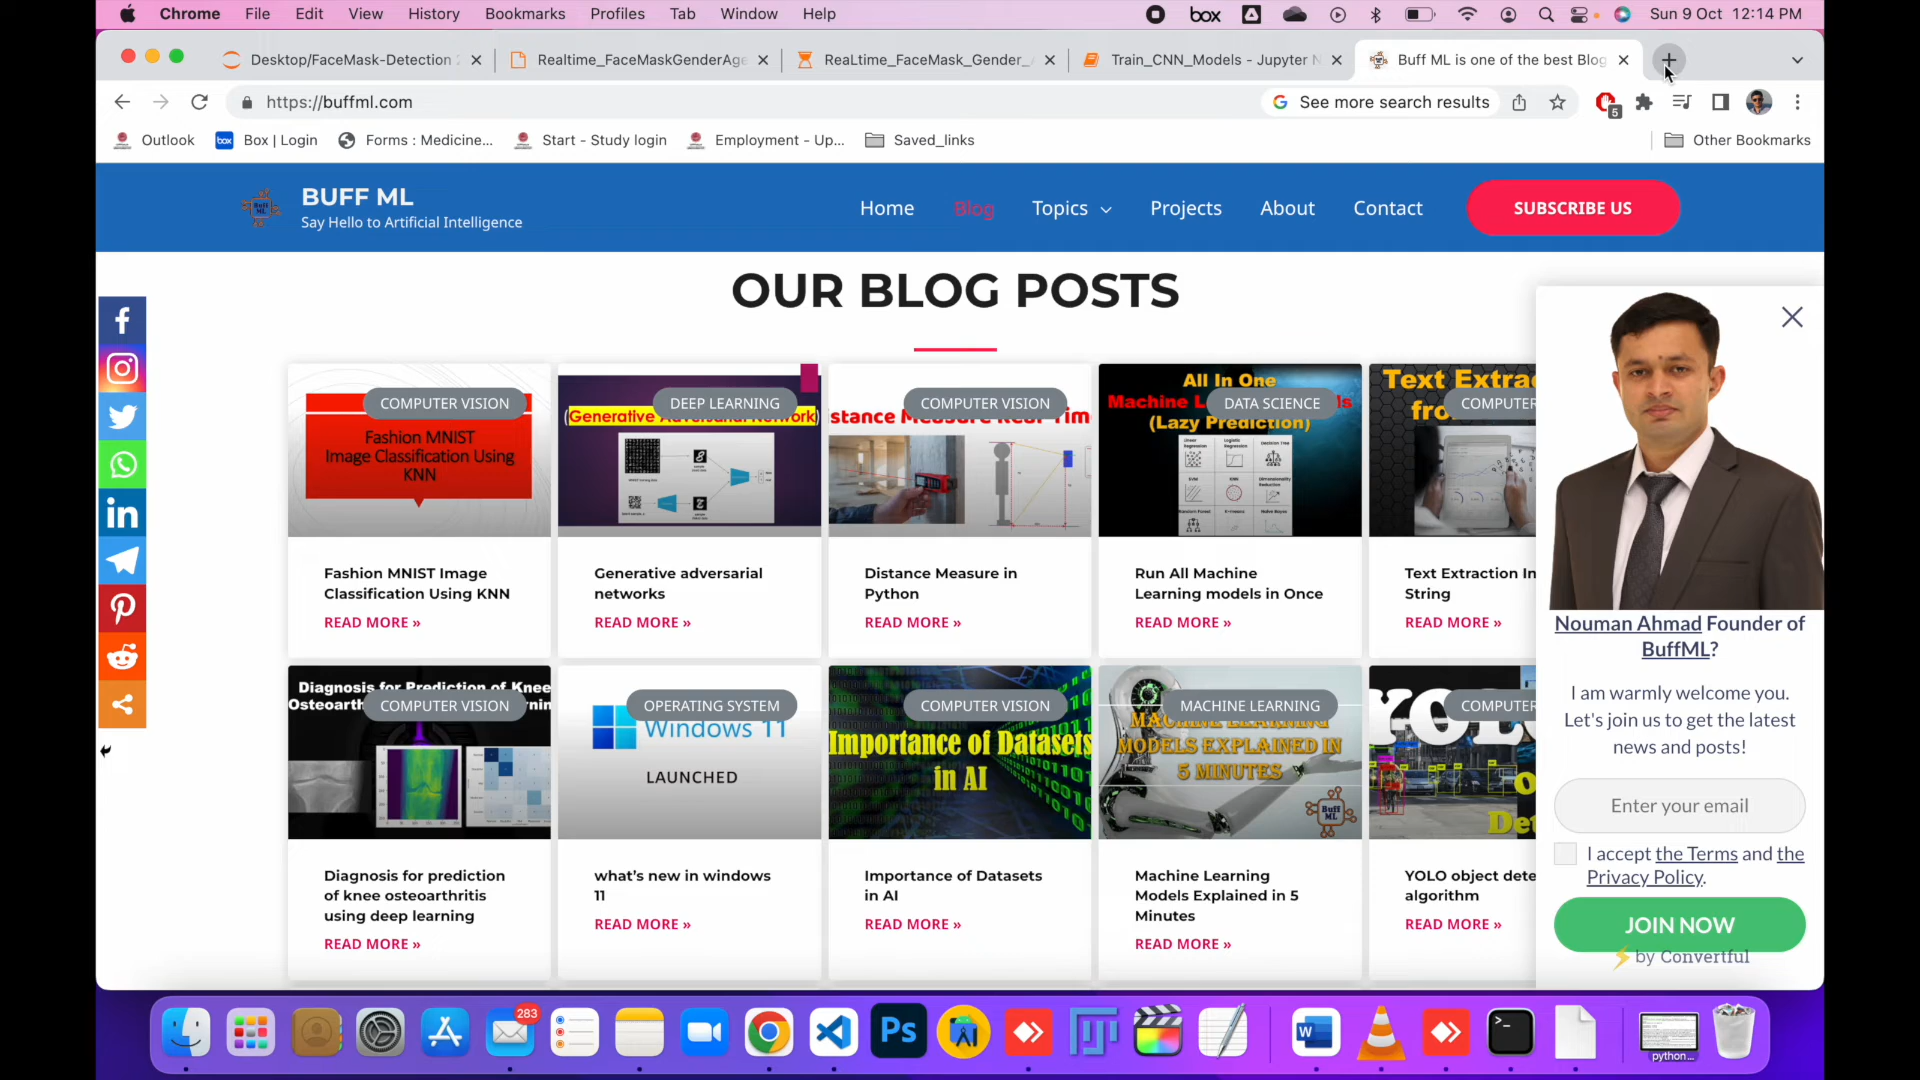 Chrome File Edit View History Bookmarks Profiles Tab Window Help
box
Sun 9 Oct 12:14 PM
Desktop/FaceMask-Detection
Realtime_FaceMaskGenderAge
ReaLtime_FaceMask_Gender_
Train_CNN_Models - Jupyter N
Buff ML is one of the best Blog
https://buffml.com
See more search results
5
Outlook
box
Box | Login
Forms : Medicine...
Start - Study login
Employment - Up...
Saved_links
Other Bookmarks
Buff
ML
BUFF ML
Say Hello to Artificial Intelligence
Home
Blog
Topics
Projects
About
Contact
SUBSCRIBE US
OUR BLOG POSTS
COMPUTER VISION
Fashion MNIST
Image Classification Using
KNN
Fashion MNIST Image
Classification Using KNN
READ MORE »
DEEP LEARNING
(Generative Adversarial Network)
Generative adversarial
networks
READ MORE »
COMPUTER VISION
stance Measure Real Tim
Distance Measure in
Python
READ MORE »
All In One
DATA SCIENCE
(Lazy Prediction)
Run All Machine
Learning models in Once
READ MORE »
Text Extra
fro
COMPUTER
Text Extraction In
String
READ MORE »
Diagnosis for Prediction of Knee
COMPUTER VISION
Diagnosis for prediction
of knee osteoarthritis
using deep learning
READ MORE »
OPERATING SYSTEM
Windows 11
LAUNCHED
what's new in windows
11
READ MORE »
COMPUTER VISION
Importance of Datasets
in AI
Importance of Datasets
in AI
READ MORE »
MACHINE LEARNING
MACHINE LEARNING
MODELS EXPLAINED IN
5 MINUTES
Buff
ML
Machine Learning
Models Explained in 5
Minutes
READ MORE »
YOL
COMPUTER
O
Det
YOLO object dete
algorithm
READ MORE »
Nouman Ahmad Founder of
BuffML?
I am warmly welcome you.
Let's join us to get the latest
news and posts!
Enter your email
I accept the Terms and the
Privacy Policy.
JOIN NOW
by Convertful
283
Ps
W
python...